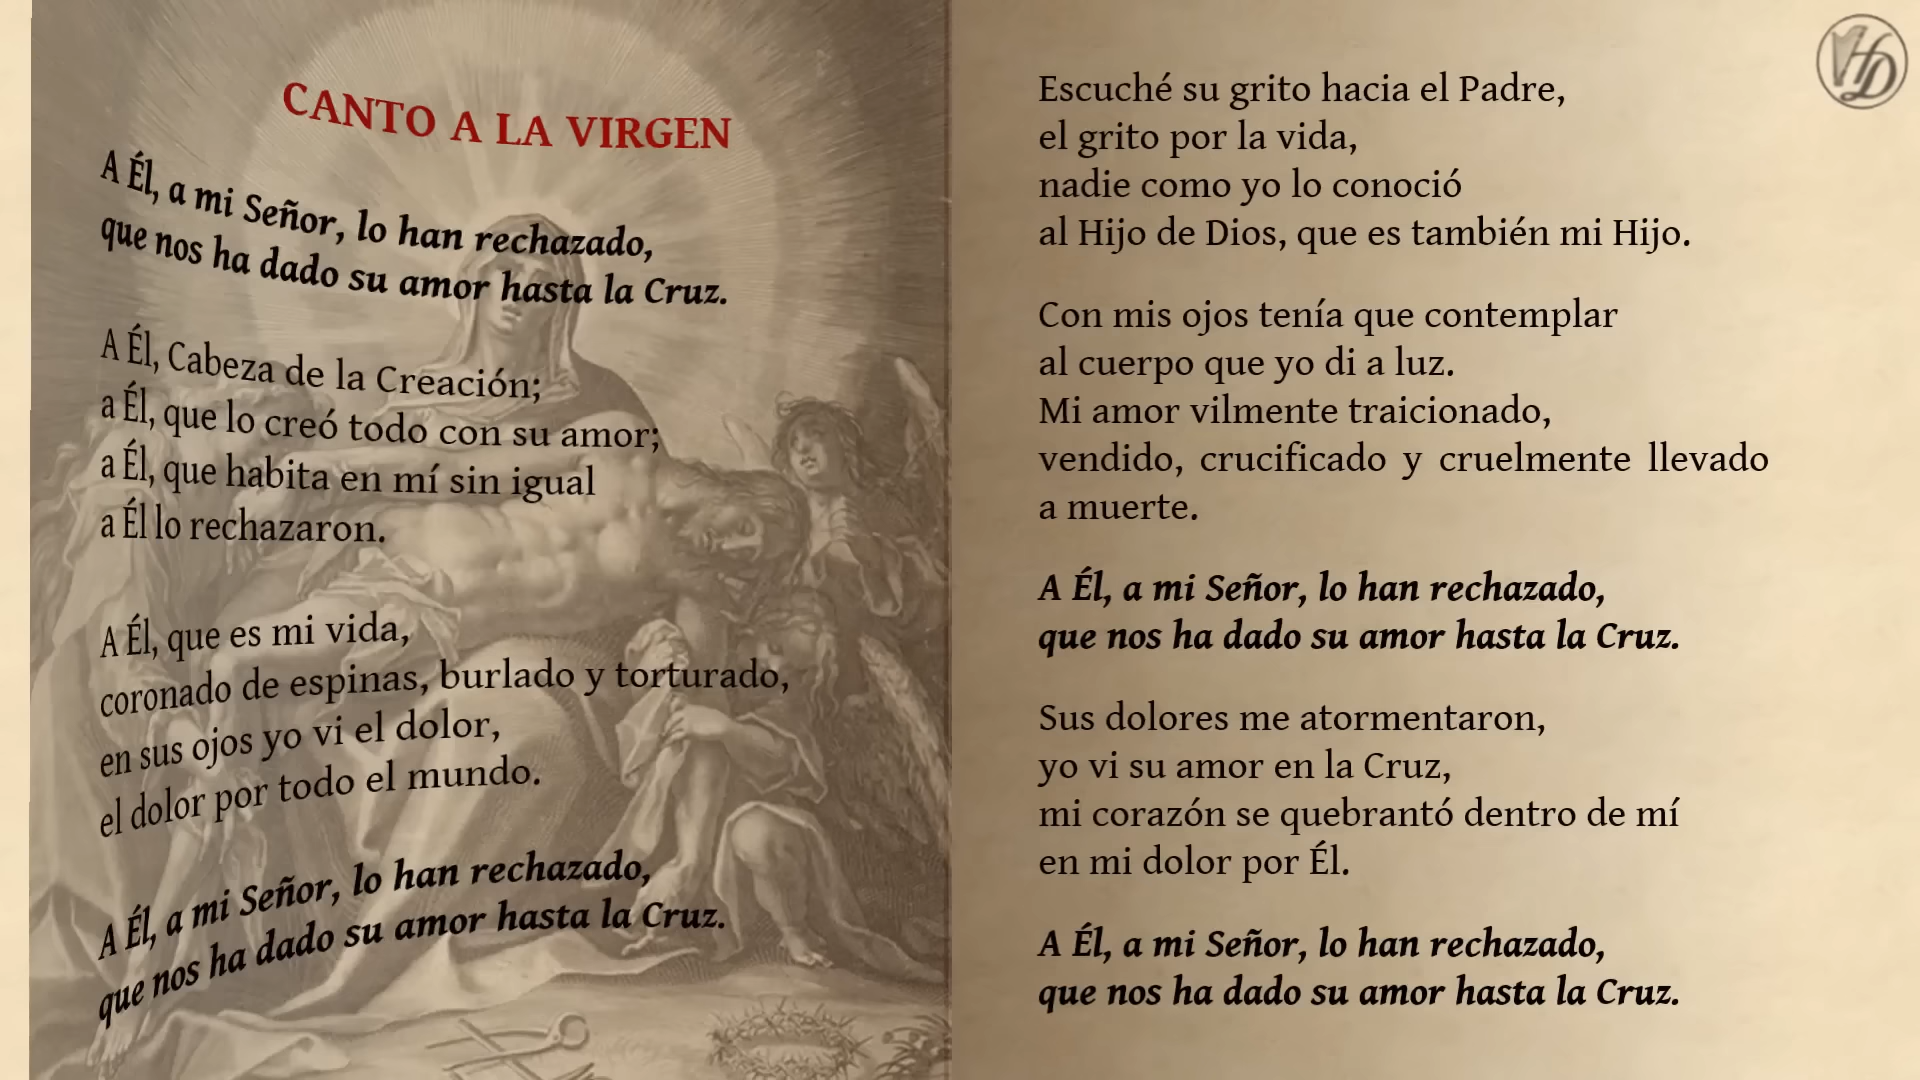 CANTO A LA VIRGEN
A Él, a mi Señor, lo han rechazado,
que nos ha dado su amor hasta la Cruz.
A Él, Cabeza de la Creación;
a Él, que lo creó todo con su amor;
a Él, que habita en mí sin igual
a Él lo rechazaron.
A Él, que es mi vida,
coronado de espinas, burlado y torturado,
en sus ojos yo vi el dolor,
el dolor por todo el mundo.
A Él, a mi Señor, lo han rechazado,
que nos ha dado su amor hasta la Cruz.
Escuché su grito hacia el Padre,
el grito por la vida,
nadie como yo lo conoció
al Hijo de Dios, que es también mi Hijo.
Con mis ojos tenía que contemplar
al cuerpo que yo di a luz.
Mi amor vilmente traicionado,
vendido, crucificado y cruelmente llevado
a muerte.
A Él, a mi Señor, lo han rechazado,
que nos ha dado su amor hasta la Cruz.
Sus dolores me atormentaron,
yo vi su amor en la Cruz,
mi corazón se quebrantó dentro de mí
en mi dolor por Él.
A Él, a mi Señor, lo han rechazado,
que nos ha dado su amor hasta la Cruz.
HD